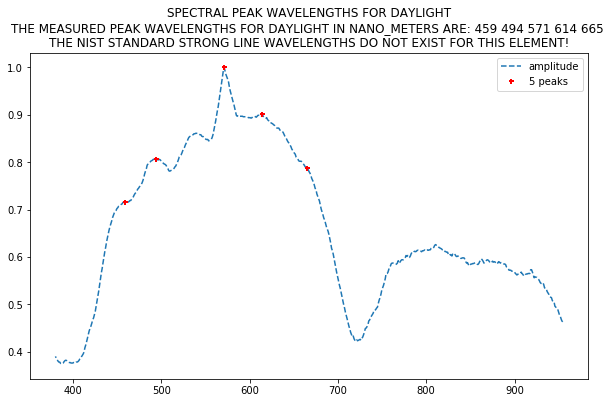 SPECTRAL PEAK WAVELENGTHS FOR DAYLIGHT
THE MEASURED PEAK WAVELENGTHS FOR DAYLIGHT IN NANO_METERS ARE: 459 494 571 614 665
THE NIST STANDARD STRONG LINE WAVELENGTHS DO NOT EXIST FOR THIS ELEMENT!
amplitude
5 peaks
1.0
0.9
0.8
0.7
0.6
0.5
0.4
400 500 600 700 800 900